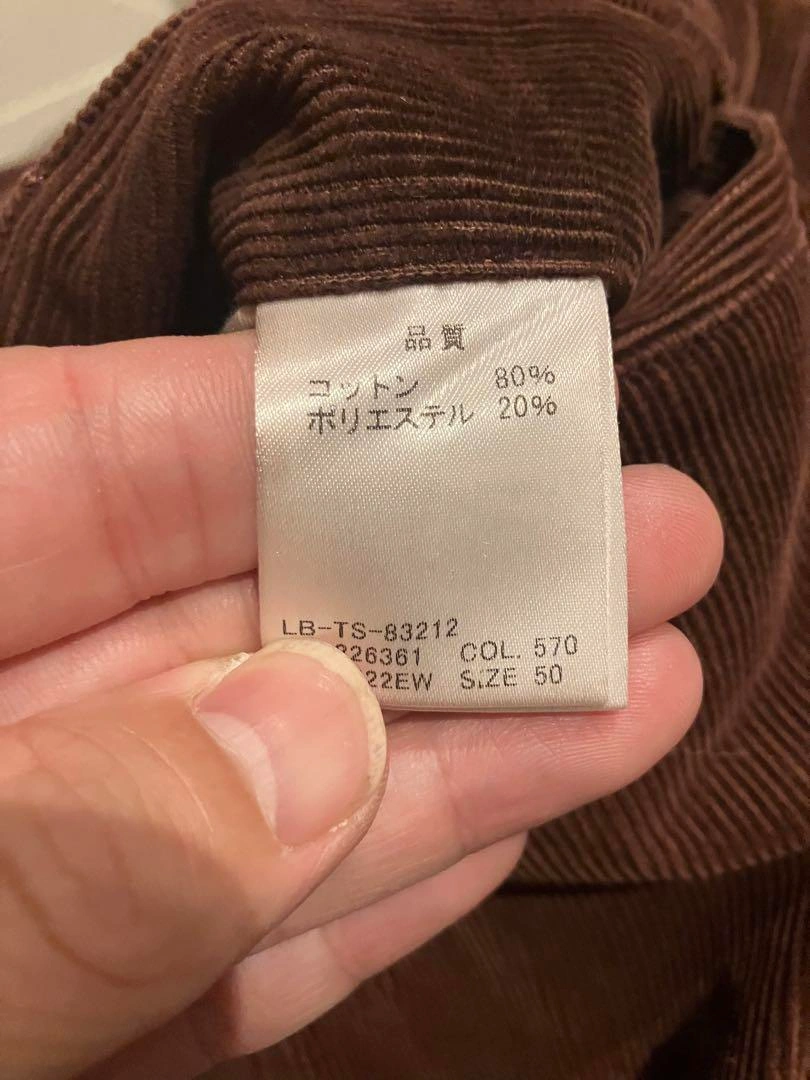 品質
コットン 80%
ポリエステル 20%
LB-TS-83212
226361 COL. 570
22EW SIZE 50